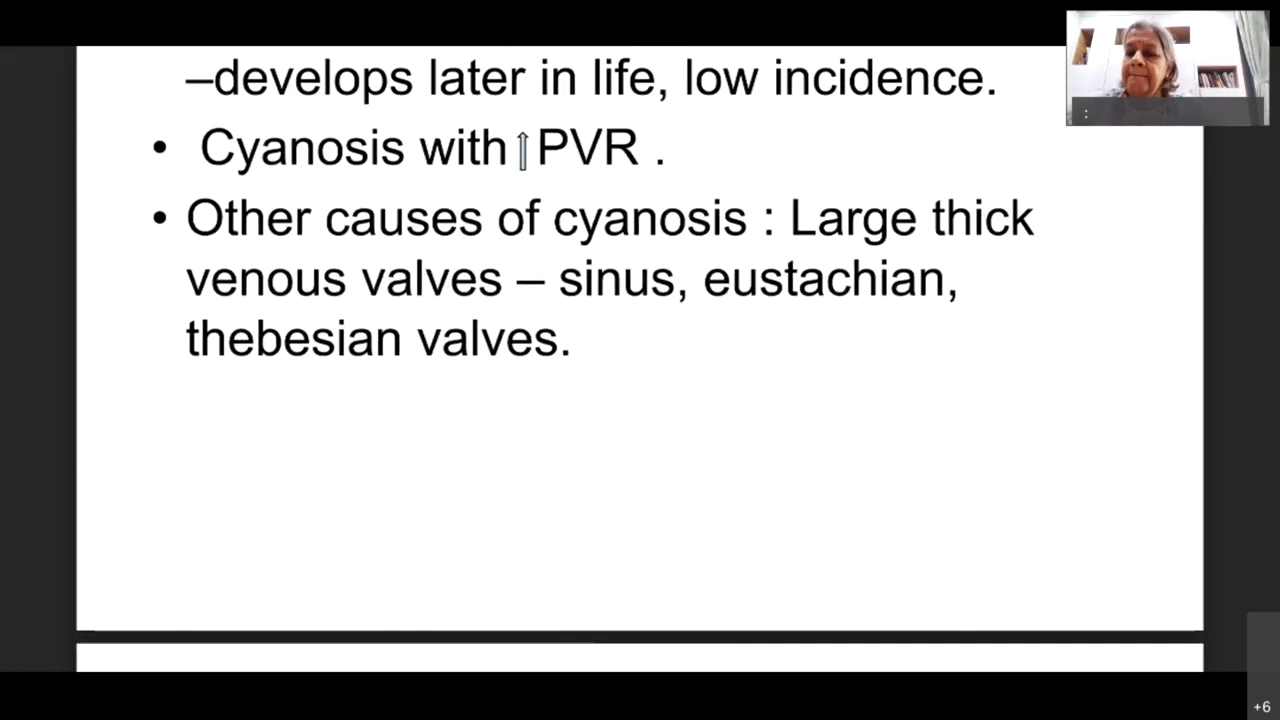 –develops later in life, low incidence.
• Cyanosis with ⇧ PVR .
• Other causes of cyanosis : Large thick
venous valves – sinus, eustachian,
thebesian valves.
:
+6